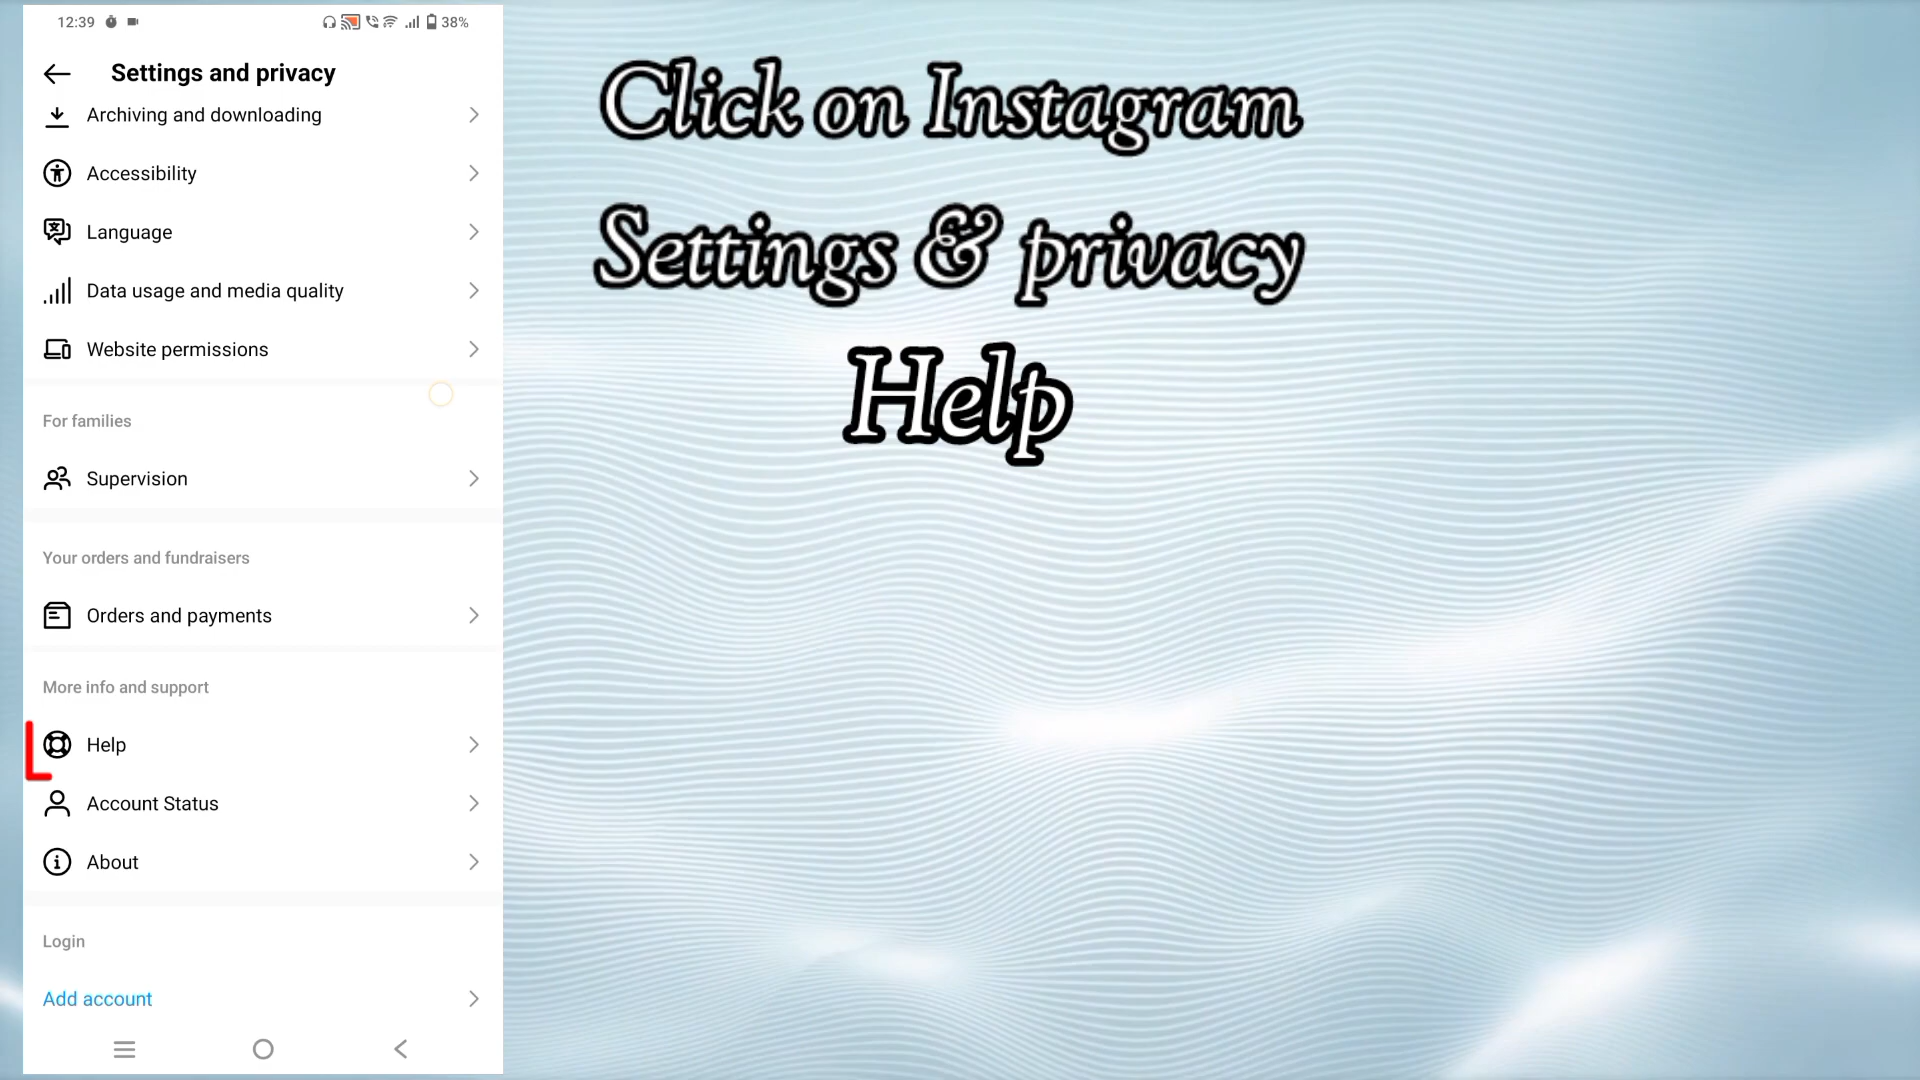 12:39
38%
Settings and privacy
Archiving and downloading
Accessibility
Language
Data usage and media quality
Website permissions
For families
Supervision
Your orders and fundraisers
Orders and payments
More info and support
Help
Account Status
About
Login
Add account
Click on Instagram
Settings & privacy
Help